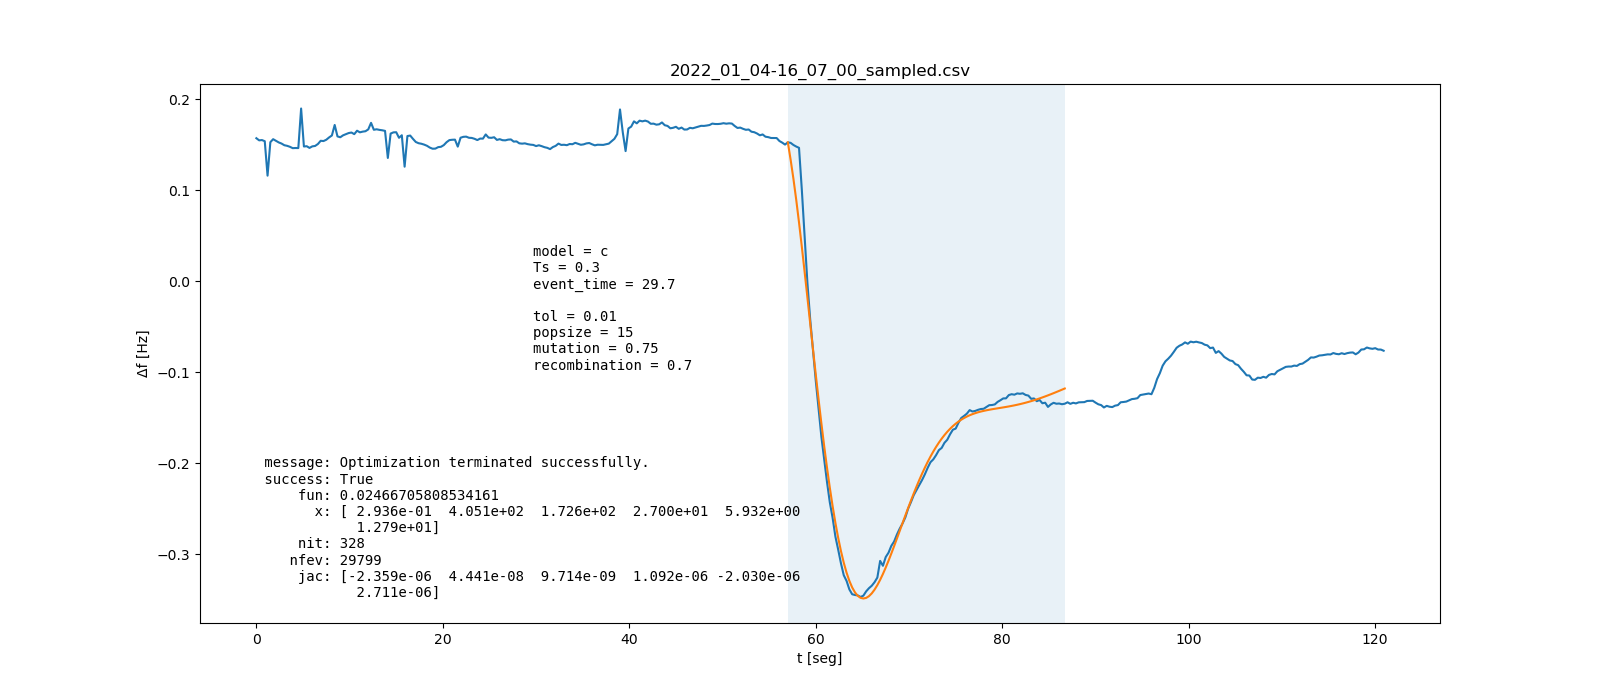 2022_01_04-16_07_00_sampled.csv
0.2
0.1
0.0
−0.1
−0.2
−0.3
Δf [Hz]
model = c
Ts = 0.3
event_time = 29.7
tol = 0.01
popsize = 15
mutation = 0.75
recombination = 0.7
message: Optimization terminated successfully.
success: True
fun: 0.02466705808534161
x: [ 2.936e-01  4.051e+02  1.726e+02  2.700e+01  5.932e+00
1.279e+01]
nit: 328
nfev: 29799
jac: [-2.359e-06  4.441e-08  9.714e-09  1.092e-06 -2.030e-06
2.711e-06]
0 20 40 60 80 100 120
t [seg]